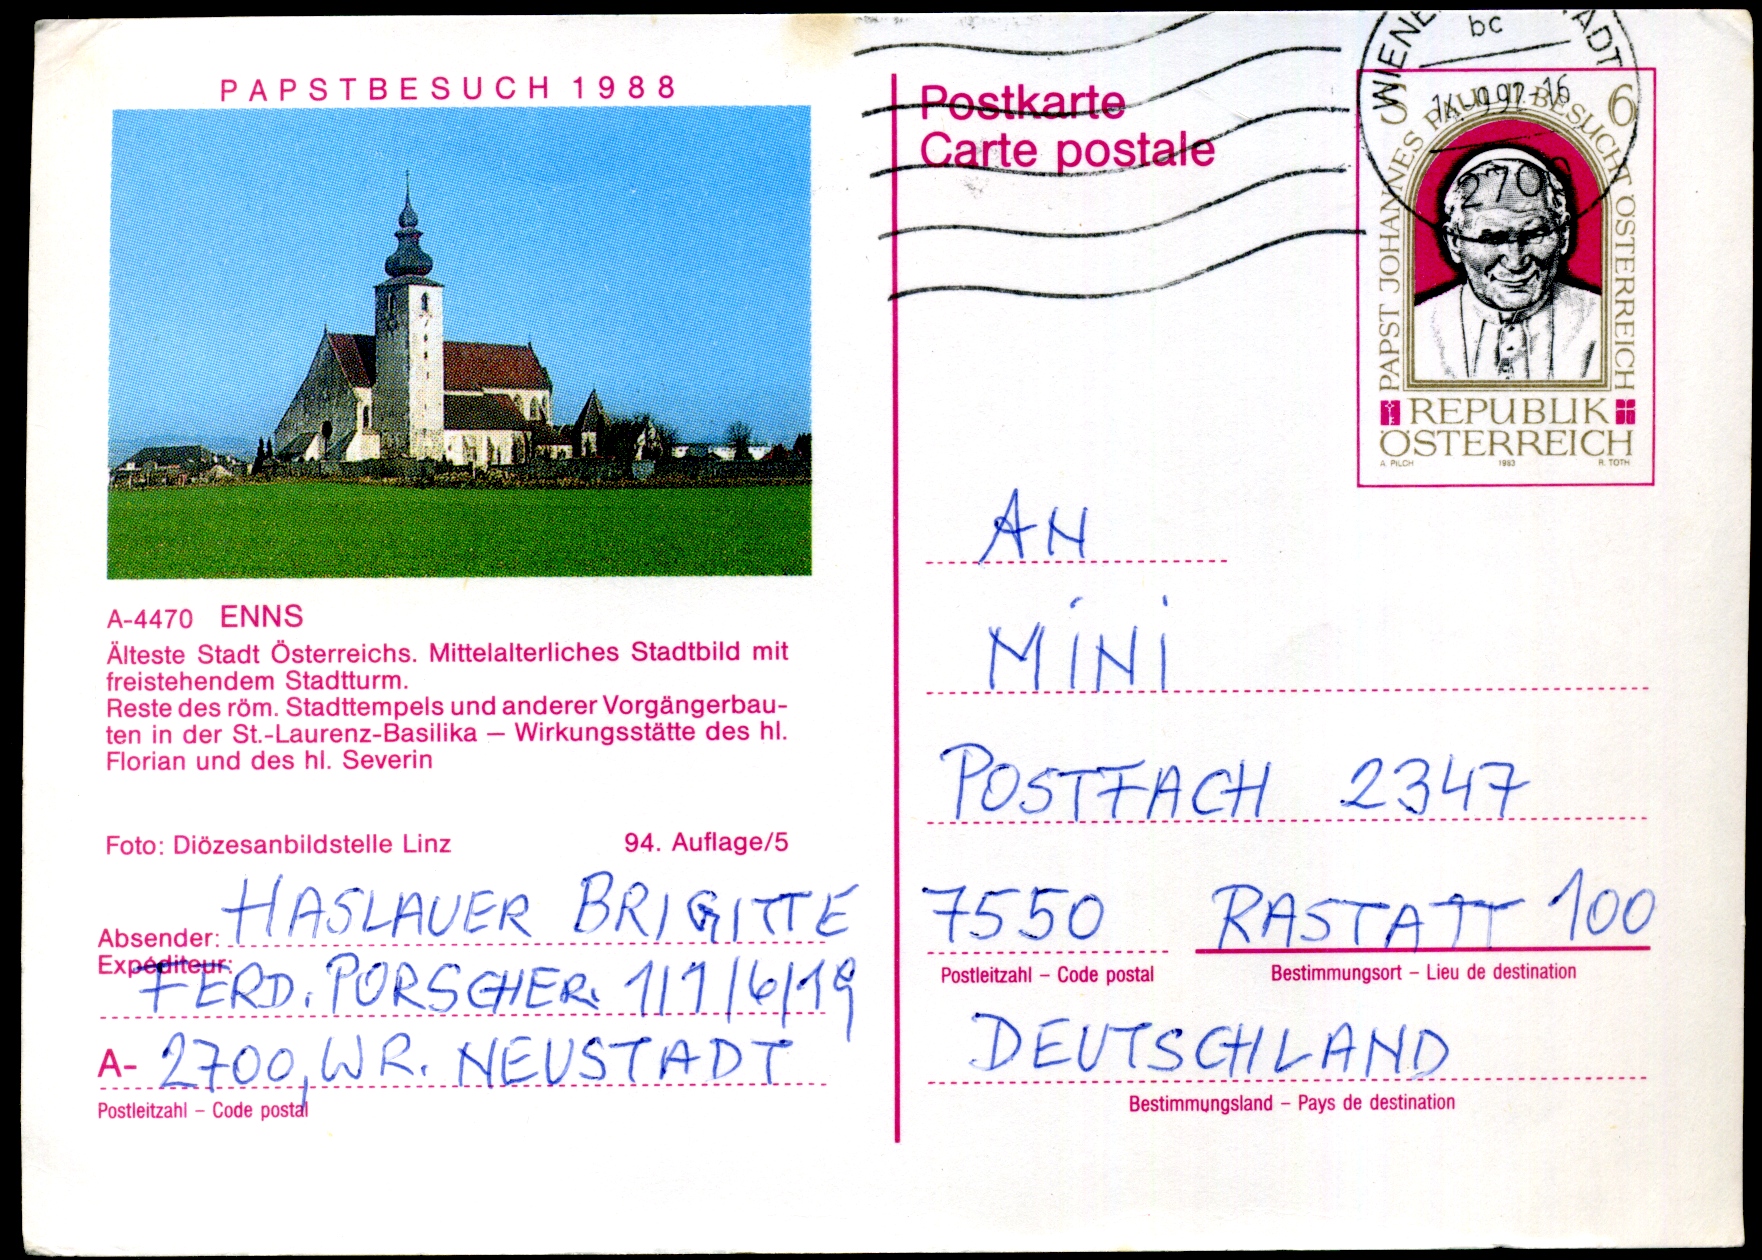 PAPSTBESUCH 1988
A-4470 ENNS
Älteste Stadt Österreichs. Mittelalterliches Stadtbild mit
freistehendem Stadtturm.
Reste des röm. Stadttempels und anderer Vorgängerbau-
ten in der St.-Laurenz-Basilika – Wirkungsstätte des hl.
Florian und des hl. Severin
Foto: Diözesanbildstelle Linz 94. Auflage/5
Absender: HASLAUER BRIGITTE
Expéditeur:
FERD. PORSCHER. 1/1/6/19
A- 2700, WR. NEUSTADT
Postleitzahl – Code postal
Postkarte
Carte postale
bc
6
PAPST JOHANNES PAUL II. BESUCHT ÖSTERREICH
REPUBLIK
ÖSTERREICH
A. PILCH 1983 R. TOTH
AN
MINI
POSTFACH 2347
7550 RASTATT 100
Postleitzahl – Code postal Bestimmungsort – Lieu de destination
DEUTSCHLAND
Bestimmungsland – Pays de destination